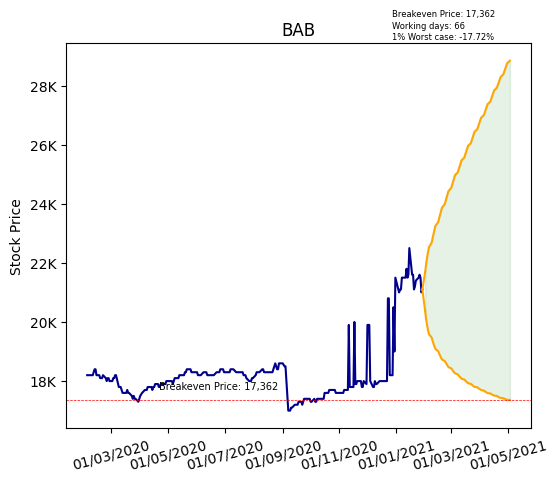 Breakeven Price: 17,362
Working days: 66
1% Worst case: -17.72%
BAB
Stock Price
28K
26K
24K
22K
20K
18K
Breakeven Price: 17,362
01/03/2020
01/05/2020
01/07/2020
01/09/2020
01/11/2020
01/01/2021
01/03/2021
01/05/2021